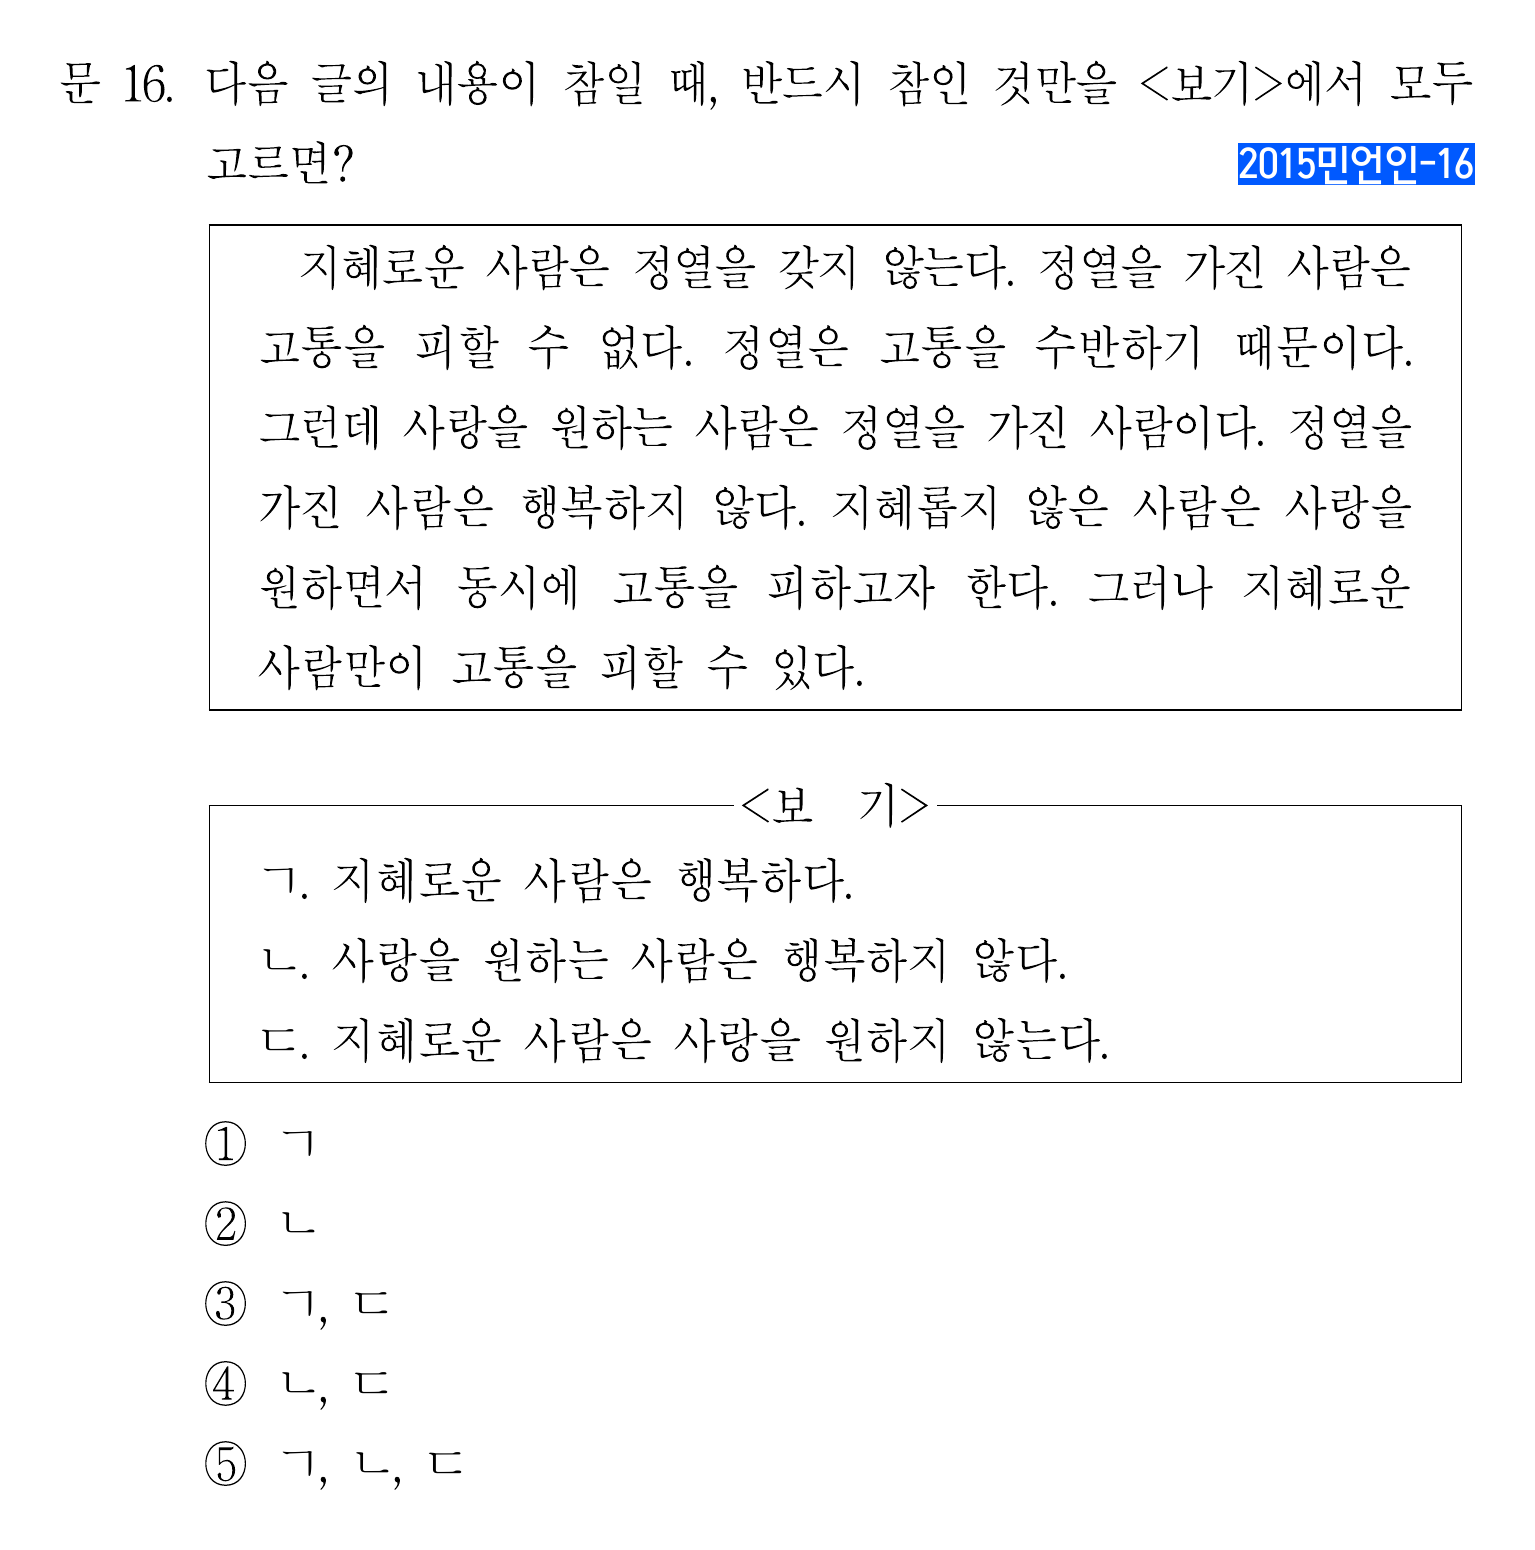 문 16. 다음 글의 내용이 참일 때, 반드시 참인 것만을 <보기>에서 모두
고르면?
2015민언인-16
지혜로운 사람은 정열을 갖지 않는다. 정열을 가진 사람은
고통을 피할 수 없다. 정열은 고통을 수반하기 때문이다.
그런데 사랑을 원하는 사람은 정열을 가진 사람이다. 정열을
가진 사람은 행복하지 않다. 지혜롭지 않은 사람은 사랑을
원하면서 동시에 고통을 피하고자 한다. 그러나 지혜로운
사람만이 고통을 피할 수 있다.
<보 기>
ㄱ. 지혜로운 사람은 행복하다.
ㄴ. 사랑을 원하는 사람은 행복하지 않다.
ㄷ. 지혜로운 사람은 사랑을 원하지 않는다.
① ㄱ
② ㄴ
③ ㄱ, ㄷ
④ ㄴ, ㄷ
⑤ ㄱ, ㄴ, ㄷ